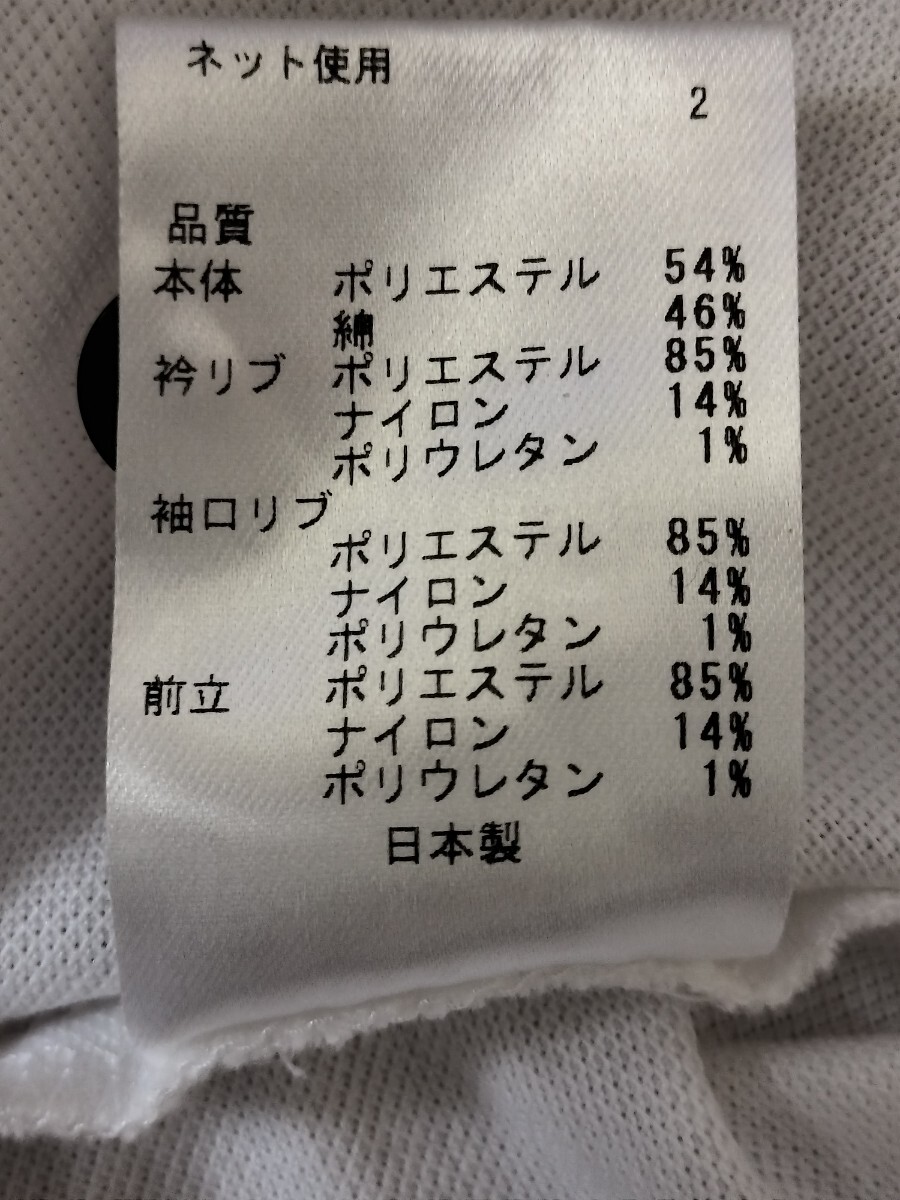 ネット使用
2
品質
本体 ポリエステル 54%
綿 46%
衿リブ ポリエステル 85%
ナイロン 14%
ポリウレタン 1%
袖口リブ
ポリエステル 85%
ナイロン 14%
ポリウレタン 1%
前立 ポリエステル 85%
ナイロン 14%
ポリウレタン 1%
日本製